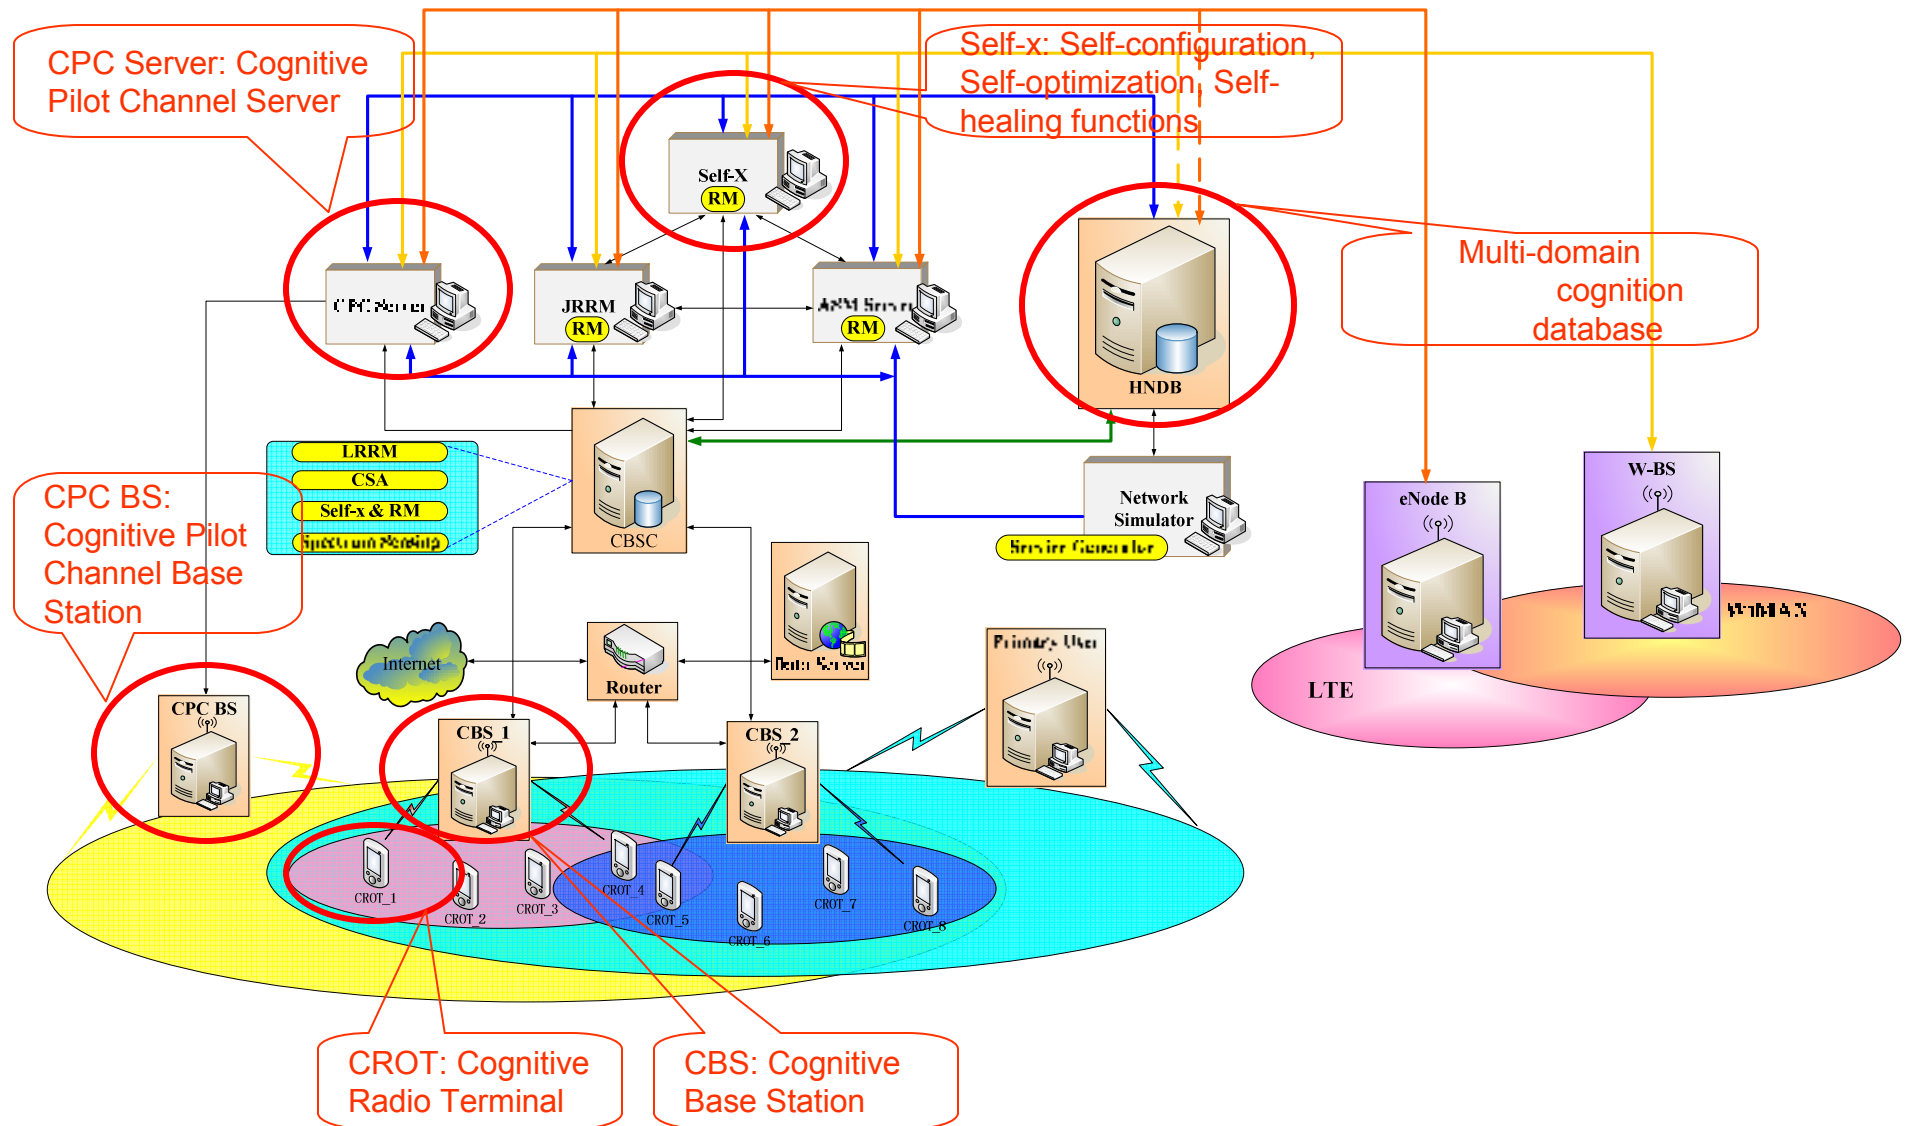 CPC Server: Cognitive
Pilot Channel Server
Self-x: Self-configuration,
Self-optimization, Self-
healing functions
Self-X
RM
Multi-domain
cognition
database
JRRM
RM
RM
HNDB
LRRM
CSA
Self-x & RM
CBSC
Network
Simulator
eNode B
W-BS
LTE
CPC BS:
Cognitive Pilot
Channel Base
Station
Internet
Router
CPC BS
CBS_1
CBS_2
CROT_1
CROT_2
CROT_3
CROT_4
CROT_5
CROT_6
CROT_7
CROT_8
CROT: Cognitive
Radio Terminal
CBS: Cognitive
Base Station